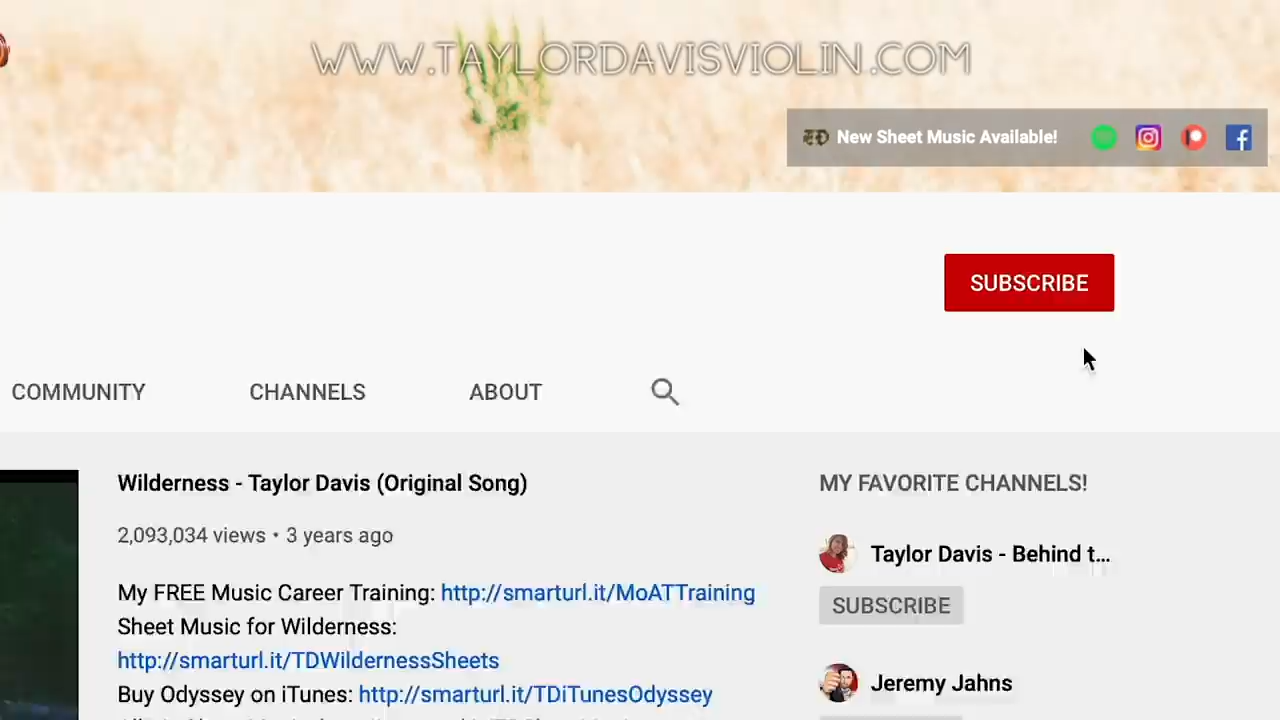 WWW.TAYLORDAVISVIOLIN.COM
TD New Sheet Music Available!
SUBSCRIBE
COMMUNITY CHANNELS ABOUT
Wilderness - Taylor Davis (Original Song)
2,093,034 views • 3 years ago
My FREE Music Career Training: http://smarturl.it/MoATTraining
Sheet Music for Wilderness:
http://smarturl.it/TDWildernessSheets
Buy Odyssey on iTunes: http://smarturl.it/TDiTunesOdyssey
MY FAVORITE CHANNELS!
Taylor Davis - Behind t...
SUBSCRIBE
Jeremy Jahns